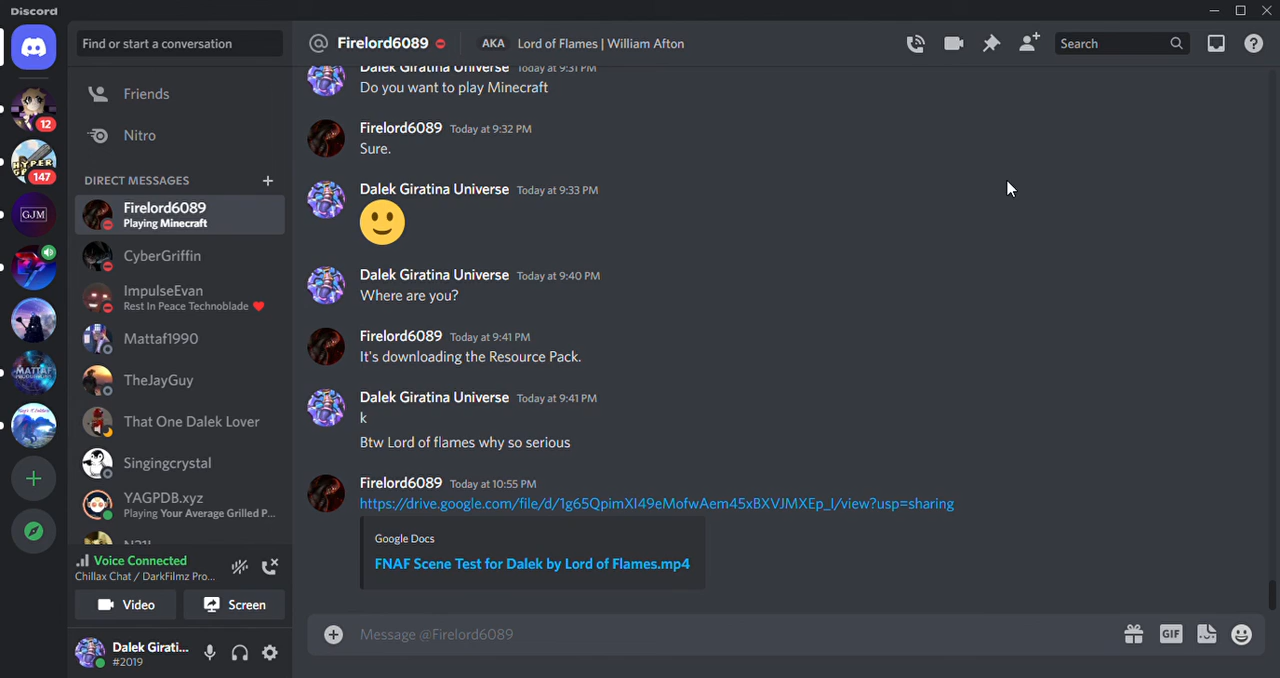 Discord
Find or start a conversation
Friends
Nitro
DIRECT MESSAGES
Firelord6089
Playing Minecraft
CyberGriffin
ImpulseEvan
Rest In Peace Technoblade ❤️
Mattaf1990
TheJayGuy
That One Dalek Lover
Singingcrystal
YAGPDB.xyz
Playing Your Average Grilled P...
Voice Connected
Chillax Chat / DarkFilmz Pro...
Video
Screen
Dalek Girati...
#2019
12
147
HYPER
GJM
MATTAF
Firelord6089
AKA Lord of Flames | William Afton
Search
Dalek Giratina Universe Today at 9:31 PM
Do you want to play Minecraft
Firelord6089 Today at 9:32 PM
Sure.
Dalek Giratina Universe Today at 9:33 PM
🙂
Dalek Giratina Universe Today at 9:40 PM
Where are you?
Firelord6089 Today at 9:41 PM
It's downloading the Resource Pack.
Dalek Giratina Universe Today at 9:41 PM
k
Btw Lord of flames why so serious
Firelord6089 Today at 10:55 PM
https://drive.google.com/file/d/1g65QpimXI49eMofwAem45xBXVJMXEp_I/view?usp=sharing
Google Docs
FNAF Scene Test for Dalek by Lord of Flames.mp4
Message @Firelord6089
GIF